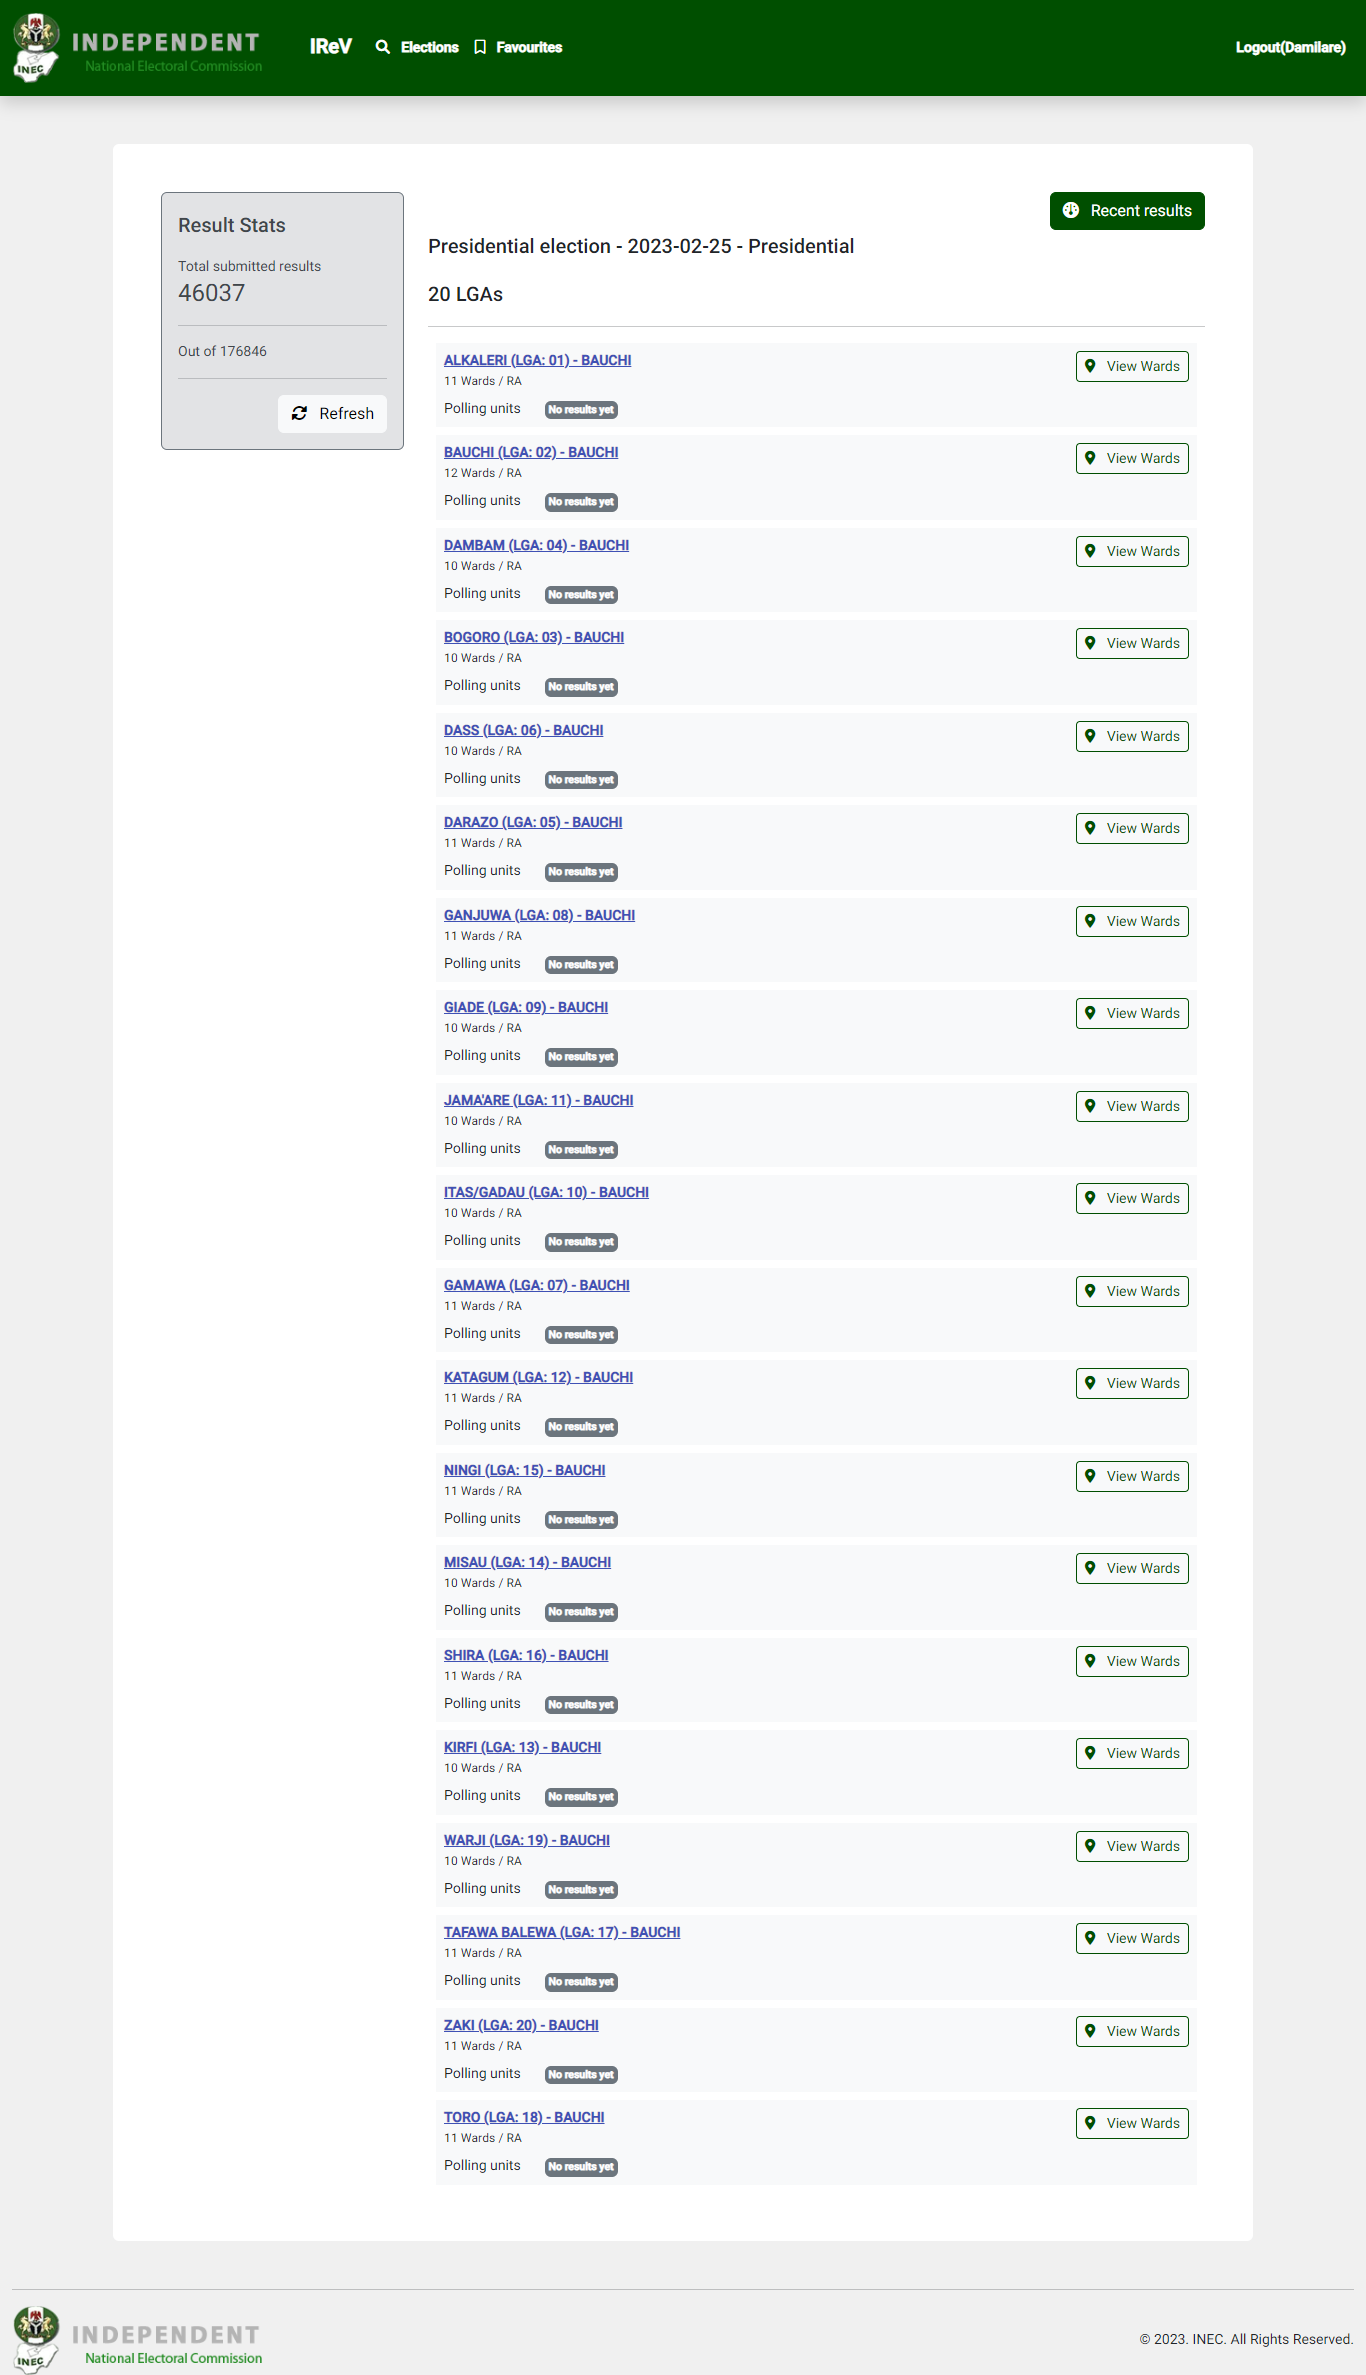 INDEPENDENT
National Electoral Commission
INEC
IReV Elections Favourites Logout(Damilare)
Result Stats
Total submitted results
46037
Out of 176846
Refresh
Recent results
Presidential election - 2023-02-25 - Presidential
20 LGAs
ALKALERI (LGA: 01) - BAUCHI View Wards
11 Wards / RA
Polling units No results yet
BAUCHI (LGA: 02) - BAUCHI View Wards
12 Wards / RA
Polling units No results yet
DAMBAM (LGA: 04) - BAUCHI View Wards
10 Wards / RA
Polling units No results yet
BOGORO (LGA: 03) - BAUCHI View Wards
10 Wards / RA
Polling units No results yet
DASS (LGA: 06) - BAUCHI View Wards
10 Wards / RA
Polling units No results yet
DARAZO (LGA: 05) - BAUCHI View Wards
11 Wards / RA
Polling units No results yet
GANJUWA (LGA: 08) - BAUCHI View Wards
11 Wards / RA
Polling units No results yet
GIADE (LGA: 09) - BAUCHI View Wards
10 Wards / RA
Polling units No results yet
JAMA'ARE (LGA: 11) - BAUCHI View Wards
10 Wards / RA
Polling units No results yet
ITAS/GADAU (LGA: 10) - BAUCHI View Wards
10 Wards / RA
Polling units No results yet
GAMAWA (LGA: 07) - BAUCHI View Wards
11 Wards / RA
Polling units No results yet
KATAGUM (LGA: 12) - BAUCHI View Wards
11 Wards / RA
Polling units No results yet
NINGI (LGA: 15) - BAUCHI View Wards
11 Wards / RA
Polling units No results yet
MISAU (LGA: 14) - BAUCHI View Wards
10 Wards / RA
Polling units No results yet
SHIRA (LGA: 16) - BAUCHI View Wards
11 Wards / RA
Polling units No results yet
KIRFI (LGA: 13) - BAUCHI View Wards
10 Wards / RA
Polling units No results yet
WARJI (LGA: 19) - BAUCHI View Wards
10 Wards / RA
Polling units No results yet
TAFAWA BALEWA (LGA: 17) - BAUCHI View Wards
11 Wards / RA
Polling units No results yet
ZAKI (LGA: 20) - BAUCHI View Wards
11 Wards / RA
Polling units No results yet
TORO (LGA: 18) - BAUCHI View Wards
11 Wards / RA
Polling units No results yet
INDEPENDENT
National Electoral Commission
INEC
© 2023. INEC. All Rights Reserved.